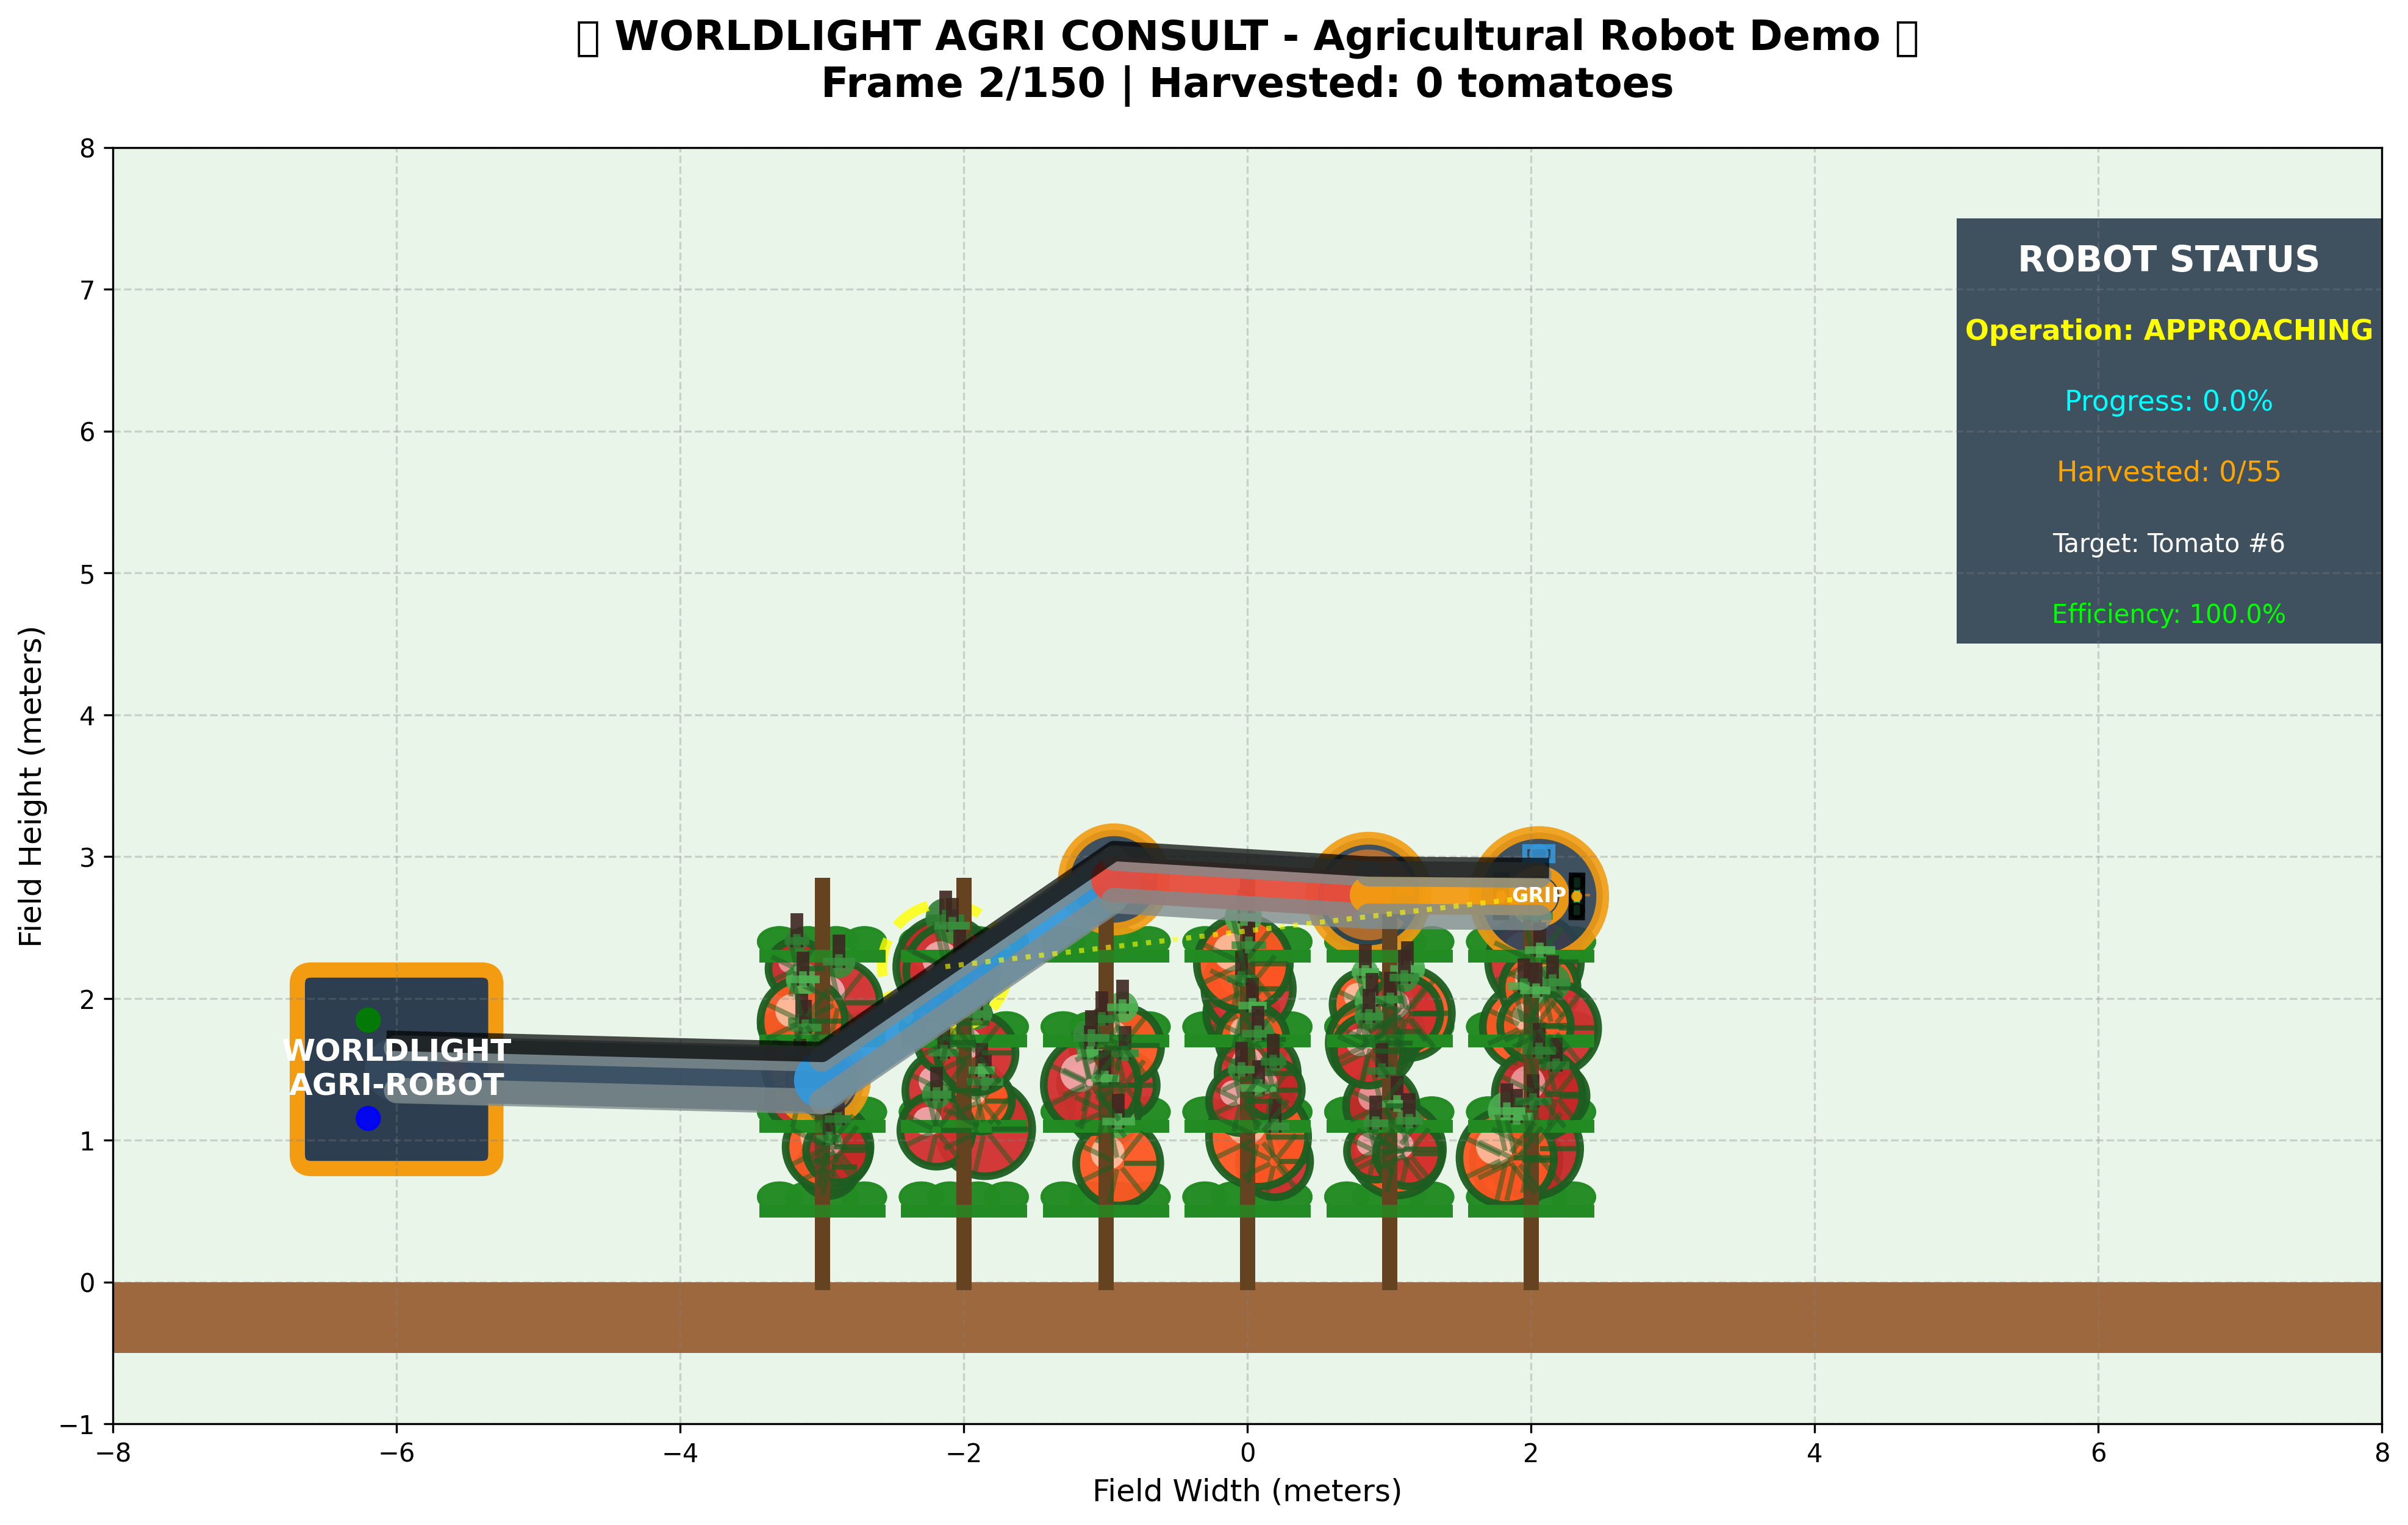 WORLDLIGHT AGRI CONSULT - Agricultural Robot Demo
Frame 2/150 | Harvested: 0 tomatoes
8
7
6
5
4
3
2
1
0
−1
Field Height (meters)
ROBOT STATUS
Operation: APPROACHING
Progress: 0.0%
Harvested: 0/55
Target: Tomato #6
Efficiency: 100.0%
GRIP
WORLDLIGHT
AGRI-ROBOT
−8
−6
−4
−2
0
2
4
6
8
Field Width (meters)